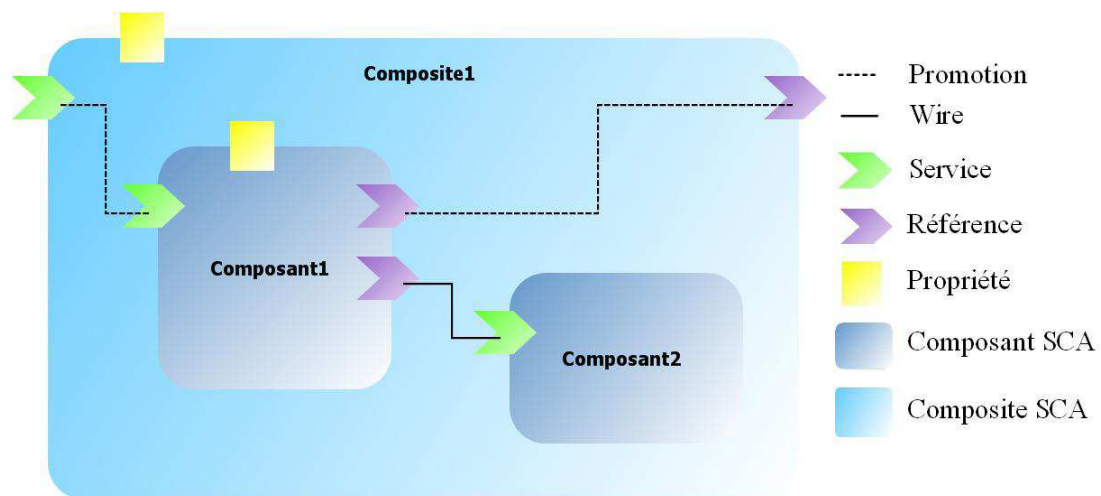 Composite1
Composant1
Composant2
Promotion
Wire
Service
Référence
Propriété
Composant SCA
Composite SCA